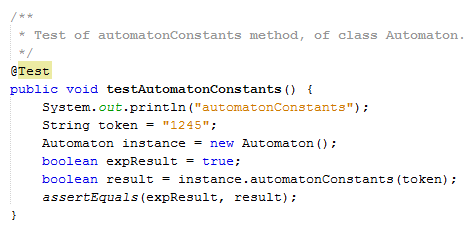 /**
 * Test of automatonConstants method, of class Automaton.
 */
@Test
public void testAutomatonConstants() {
    System.out.println("automatonConstants");
    String token = "1245";
    Automaton instance = new Automaton();
    boolean expResult = true;
    boolean result = instance.automatonConstants(token);
    assertEquals(expResult, result);
}